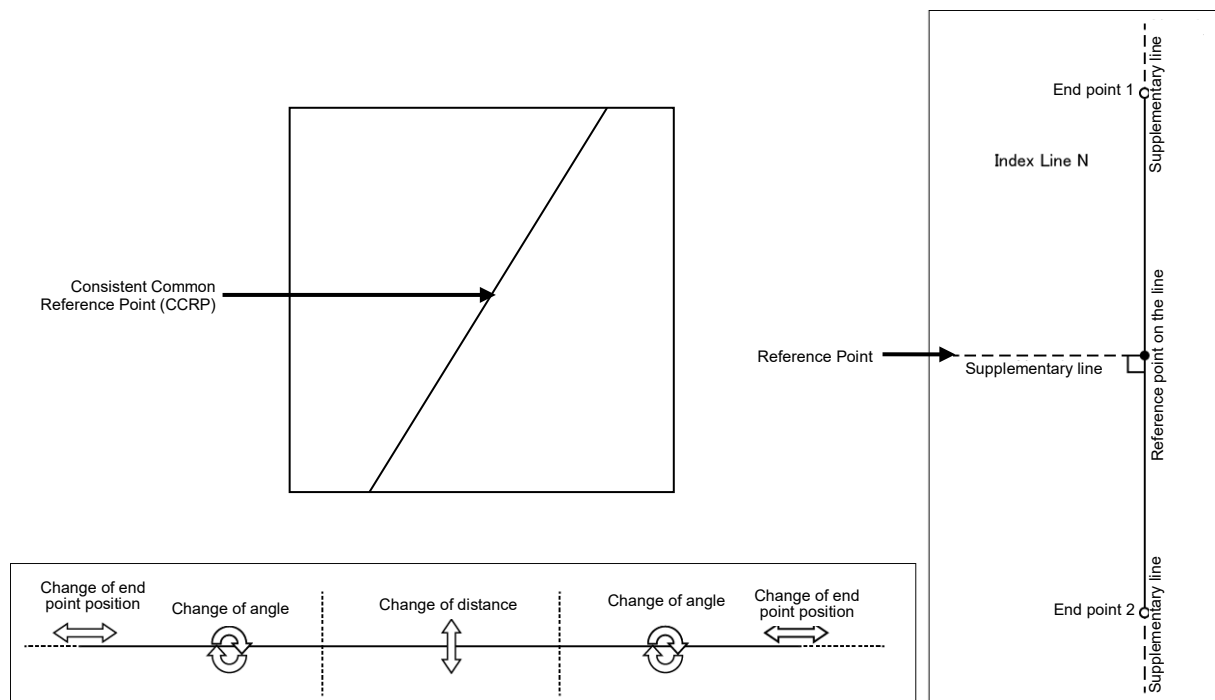 Consistent Common
Reference Point (CCRP)
End point 1
Supplementary line
Index Line N
Reference point on the line
Reference Point
Supplementary line
End point 2
Supplementary line
Change of end
point position
Change of angle
Change of distance
Change of angle
Change of end
point position